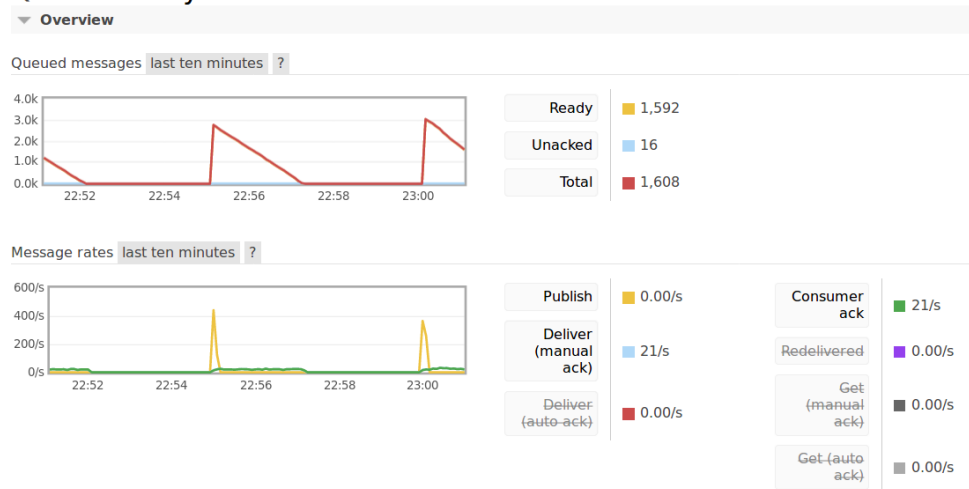 Overview
Queued messages last ten minutes ?
4.0k
3.0k
2.0k
1.0k
0.0k
22:52 22:54 22:56 22:58 23:00
Ready 1,592
Unacked 16
Total 1,608
Message rates last ten minutes ?
600/s
400/s
200/s
0/s
22:52 22:54 22:56 22:58 23:00
Publish 0.00/s
Deliver
(manual
ack)
21/s
Deliver
(auto ack)
0.00/s
Consumer
ack
21/s
Redelivered 0.00/s
Get
(manual
ack)
0.00/s
Get (auto
ack)
0.00/s